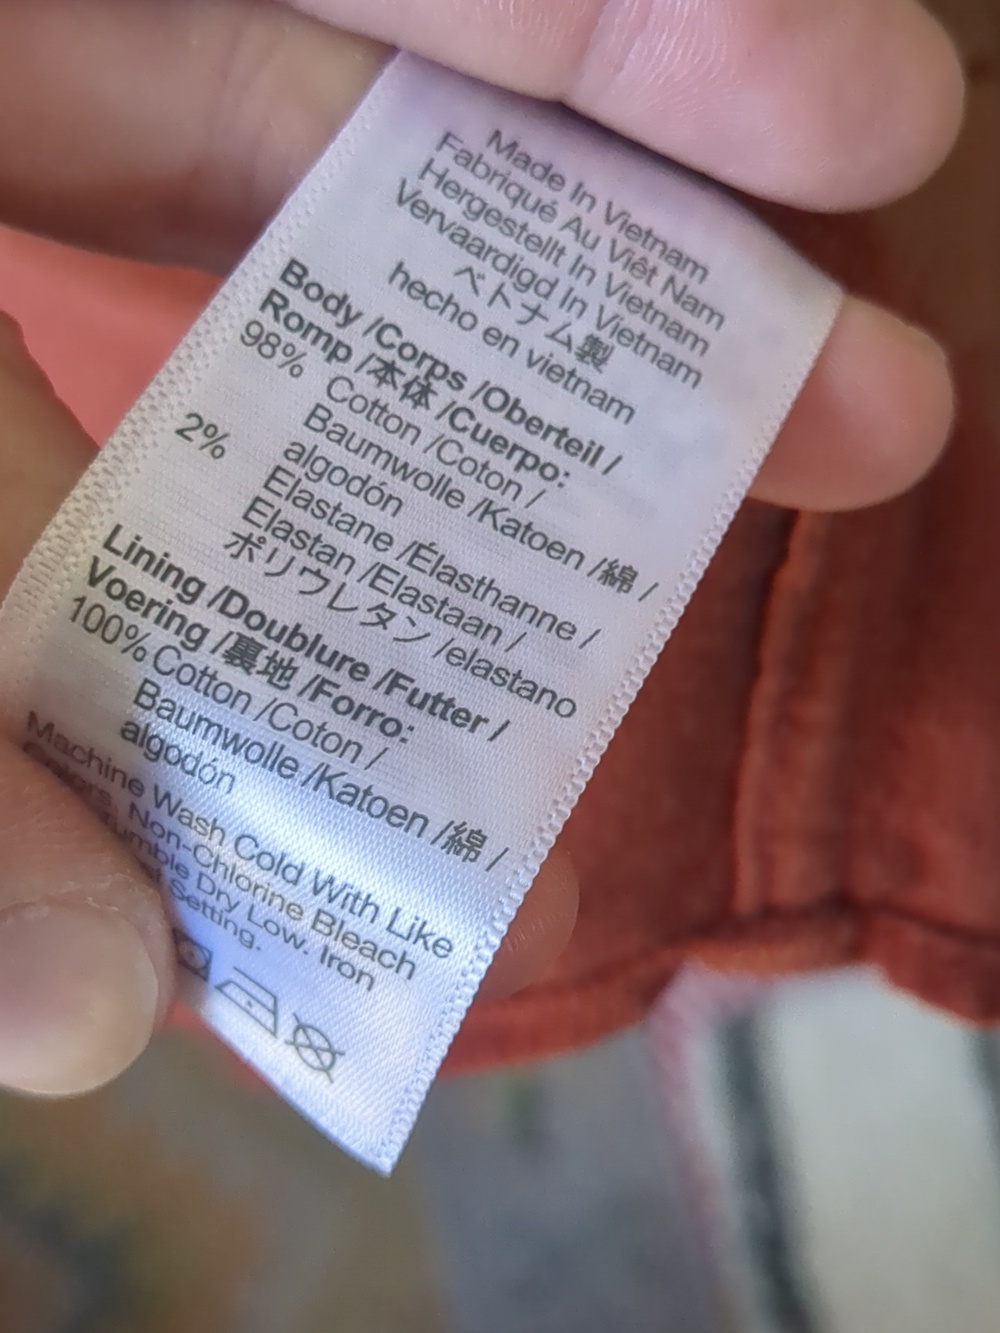 Made In Vietnam
Fabriqué Au Viêt Nam
Hergestellt In Vietnam
Vervaardigd In Vietnam
ベトナム製
hecho en vietnam
Body /Corps /Oberteil /
Romp /本体 /Cuerpo:
98% Cotton /Coton /
Baumwolle /Katoen /綿 /
algodón
2% Elastane /Élasthanne /
Elastan /Elastaan /
ポリウレタン /elastano
Lining /Doublure /Futter /
Voering /裏地 /Forro:
100% Cotton /Coton /
Baumwolle /Katoen /綿 /
algodón
Machine Wash Cold With Like
Colors. Non-Chlorine Bleach
Tumble Dry Low. Iron
Setting.